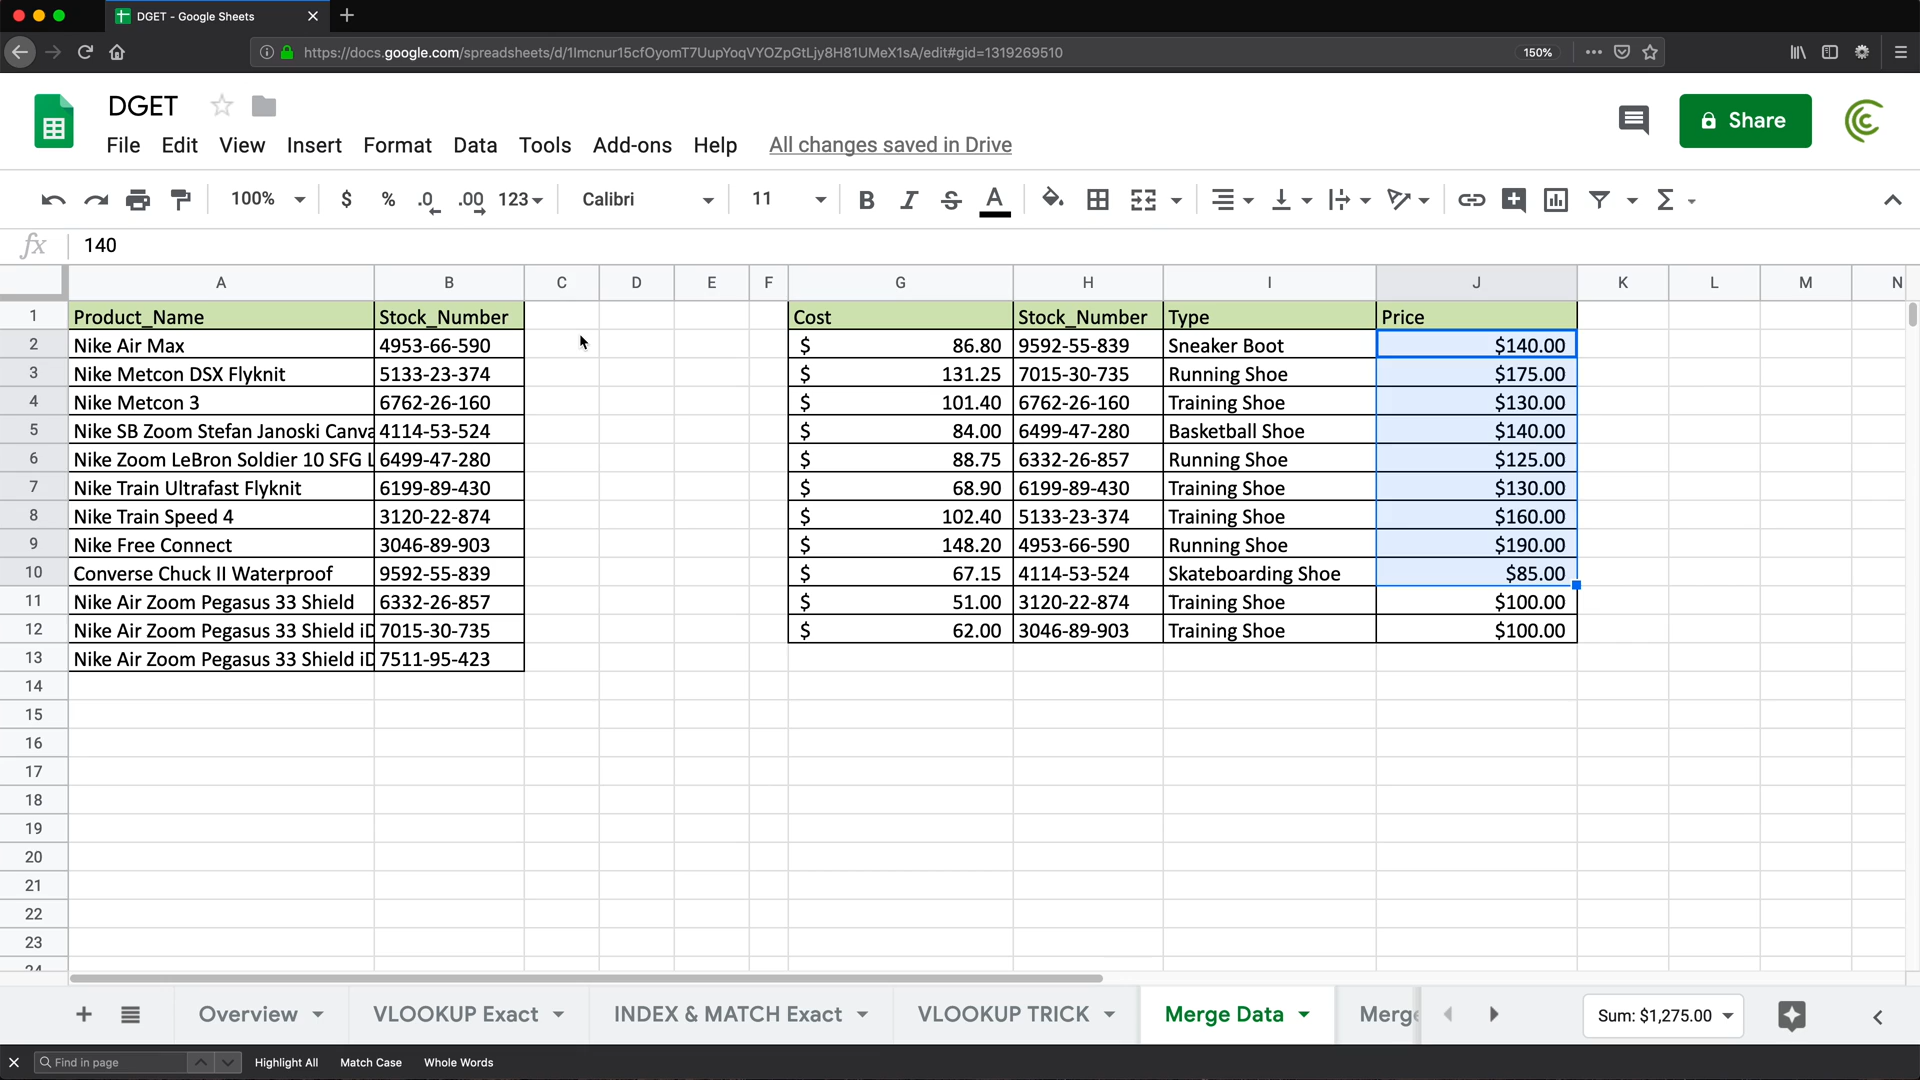 DGET - Google Sheets
https://docs.google.com/spreadsheets/d/1Imcnur15cfOyomT7UupYoqVYOZpGtLjy8H81UMeX1sA/edit#gid=1319269510
150%
DGET
File Edit View Insert Format Data Tools Add-ons Help All changes saved in Drive
Share
100% $ % .0 .00 123 Calibri 11 B I S A
fx 140
A B C D E F G H I J K L M N
1 Product_Name Stock_Number Cost Stock_Number Type Price
2 Nike Air Max 4953-66-590 $ 86.80 9592-55-839 Sneaker Boot $140.00
3 Nike Metcon DSX Flyknit 5133-23-374 $ 131.25 7015-30-735 Running Shoe $175.00
4 Nike Metcon 3 6762-26-160 $ 101.40 6762-26-160 Training Shoe $130.00
5 Nike SB Zoom Stefan Janoski Canva 4114-53-524 $ 84.00 6499-47-280 Basketball Shoe $140.00
6 Nike Zoom LeBron Soldier 10 SFG L 6499-47-280 $ 88.75 6332-26-857 Running Shoe $125.00
7 Nike Train Ultrafast Flyknit 6199-89-430 $ 68.90 6199-89-430 Training Shoe $130.00
8 Nike Train Speed 4 3120-22-874 $ 102.40 5133-23-374 Training Shoe $160.00
9 Nike Free Connect 3046-89-903 $ 148.20 4953-66-590 Running Shoe $190.00
10 Converse Chuck II Waterproof 9592-55-839 $ 67.15 4114-53-524 Skateboarding Shoe $85.00
11 Nike Air Zoom Pegasus 33 Shield 6332-26-857 $ 51.00 3120-22-874 Training Shoe $100.00
12 Nike Air Zoom Pegasus 33 Shield iD 7015-30-735 $ 62.00 3046-89-903 Training Shoe $100.00
13 Nike Air Zoom Pegasus 33 Shield iD 7511-95-423
14
15
16
17
18
19
20
21
22
23
24
Overview VLOOKUP Exact INDEX & MATCH Exact VLOOKUP TRICK Merge Data Merge Sum: $1,275.00
Find in page Highlight All Match Case Whole Words